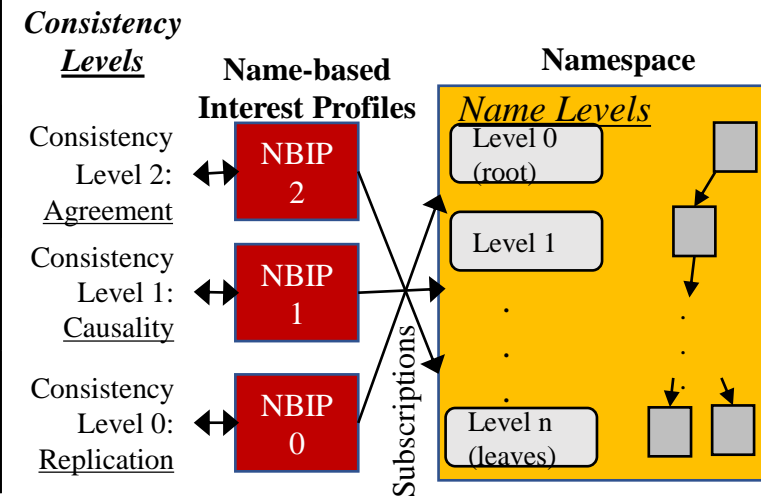 Consistency
Levels
Name-based
Interest Profiles
Namespace
Consistency
Level 2:
Agreement
NBIP
2
Consistency
Level 1:
Causality
NBIP
1
Consistency
Level 0:
Replication
NBIP
0
Subscriptions
Name Levels
Level 0
(root)
Level 1
.
.
.
Level n
(leaves)
.
.
.